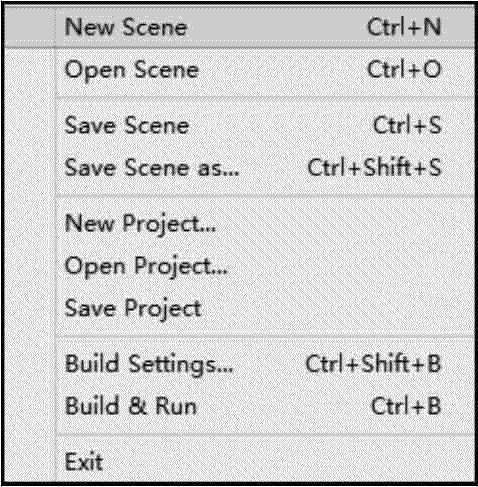 New Scene Ctrl+N
Open Scene Ctrl+O
Save Scene Ctrl+S
Save Scene as... Ctrl+Shift+S
New Project...
Open Project...
Save Project
Build Settings... Ctrl+Shift+B
Build & Run Ctrl+B
Exit